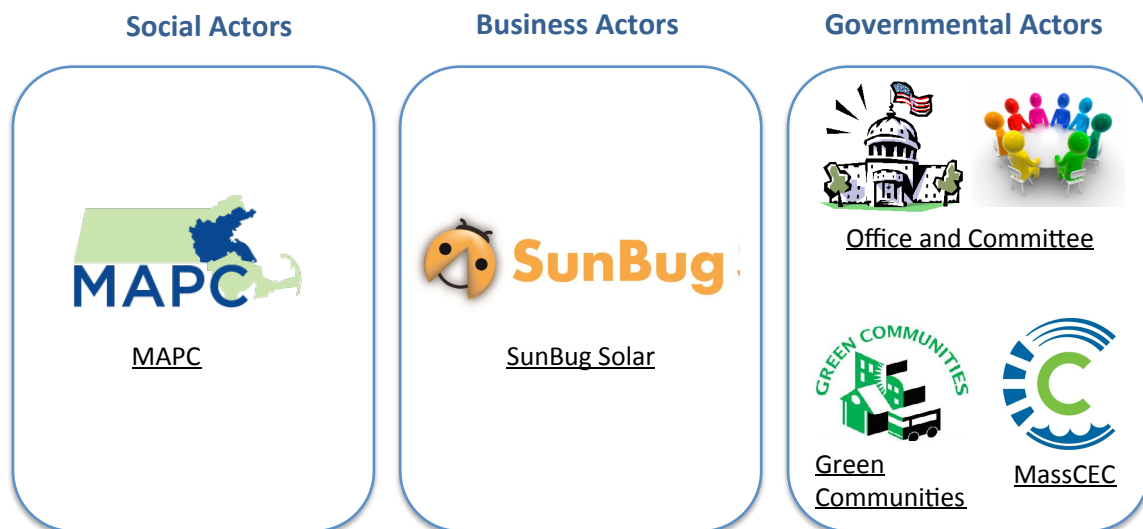 Social Actors
Business Actors
Governmental Actors
MAPC
MAPC
SunBug
SunBug Solar
Office and Committee
GREEN COMMUNITIES
Green
Communities
C
MassCEC